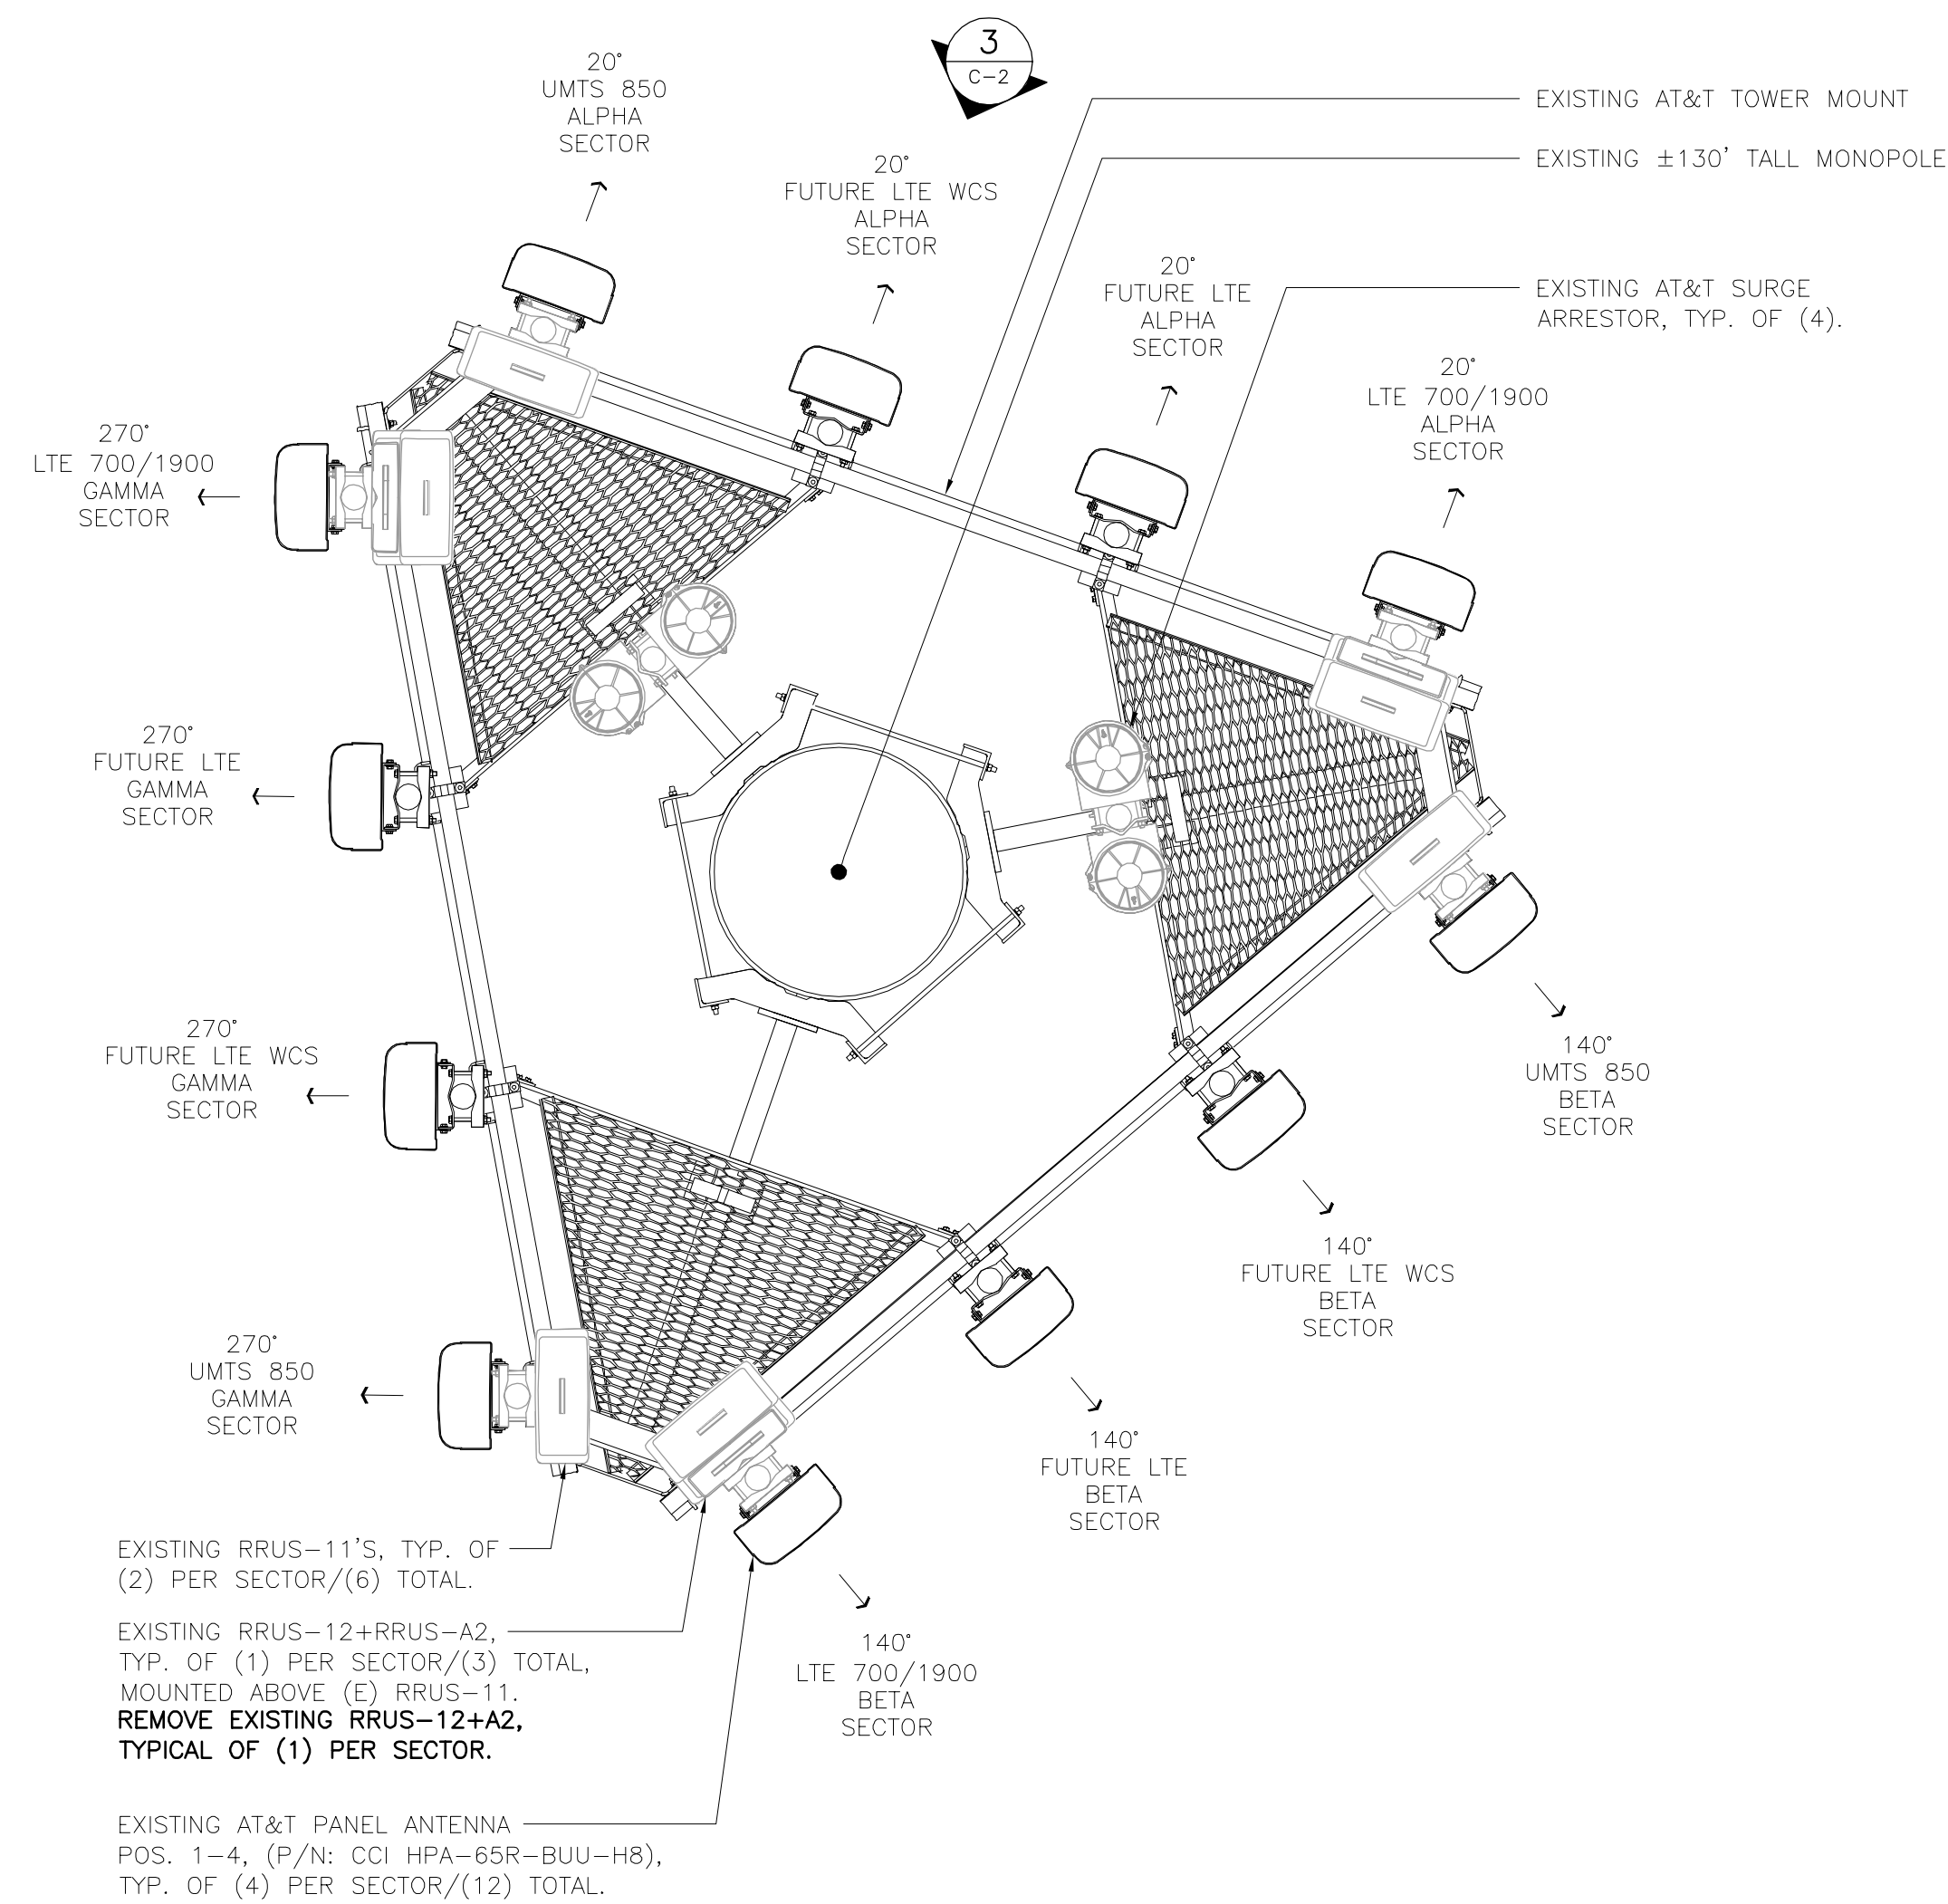 3
C-2
20°
UMTS 850
ALPHA
SECTOR
20°
FUTURE LTE WCS
ALPHA
SECTOR
20°
FUTURE LTE
ALPHA
SECTOR
20°
LTE 700/1900
ALPHA
SECTOR
EXISTING AT&T TOWER MOUNT
EXISTING ±130' TALL MONOPOLE
EXISTING AT&T SURGE
ARRESTOR, TYP. OF (4).
270°
LTE 700/1900
GAMMA
SECTOR
270°
FUTURE LTE
GAMMA
SECTOR
270°
FUTURE LTE WCS
GAMMA
SECTOR
270°
UMTS 850
GAMMA
SECTOR
140°
UMTS 850
BETA
SECTOR
140°
FUTURE LTE WCS
BETA
SECTOR
140°
FUTURE LTE
BETA
SECTOR
140°
LTE 700/1900
BETA
SECTOR
EXISTING RRUS-11'S, TYP. OF
(2) PER SECTOR/(6) TOTAL.
EXISTING RRUS-12+RRUS-A2,
TYP. OF (1) PER SECTOR/(3) TOTAL,
MOUNTED ABOVE (E) RRUS-11.
REMOVE EXISTING RRUS-12+A2,
TYPICAL OF (1) PER SECTOR.
EXISTING AT&T PANEL ANTENNA
POS. 1-4, (P/N: CCI HPA-65R-BUU-H8),
TYP. OF (4) PER SECTOR/(12) TOTAL.